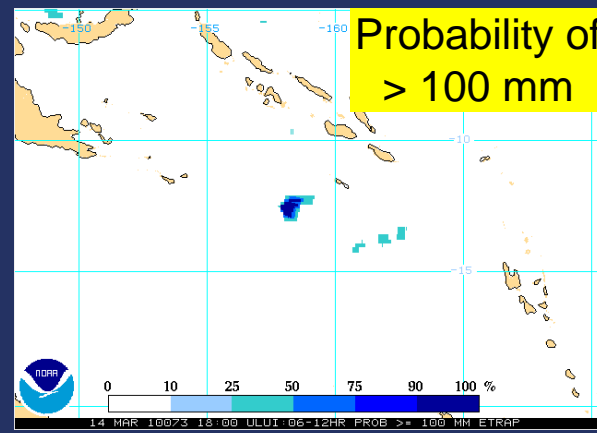 -150 -155 -160
Probability of
> 100 mm
-10
-15
NOAA
0 10 25 50 75 90 100 %
14 MAR 10073 18:00 ULUI:06-12HR PROB >= 100 MM ETRAP